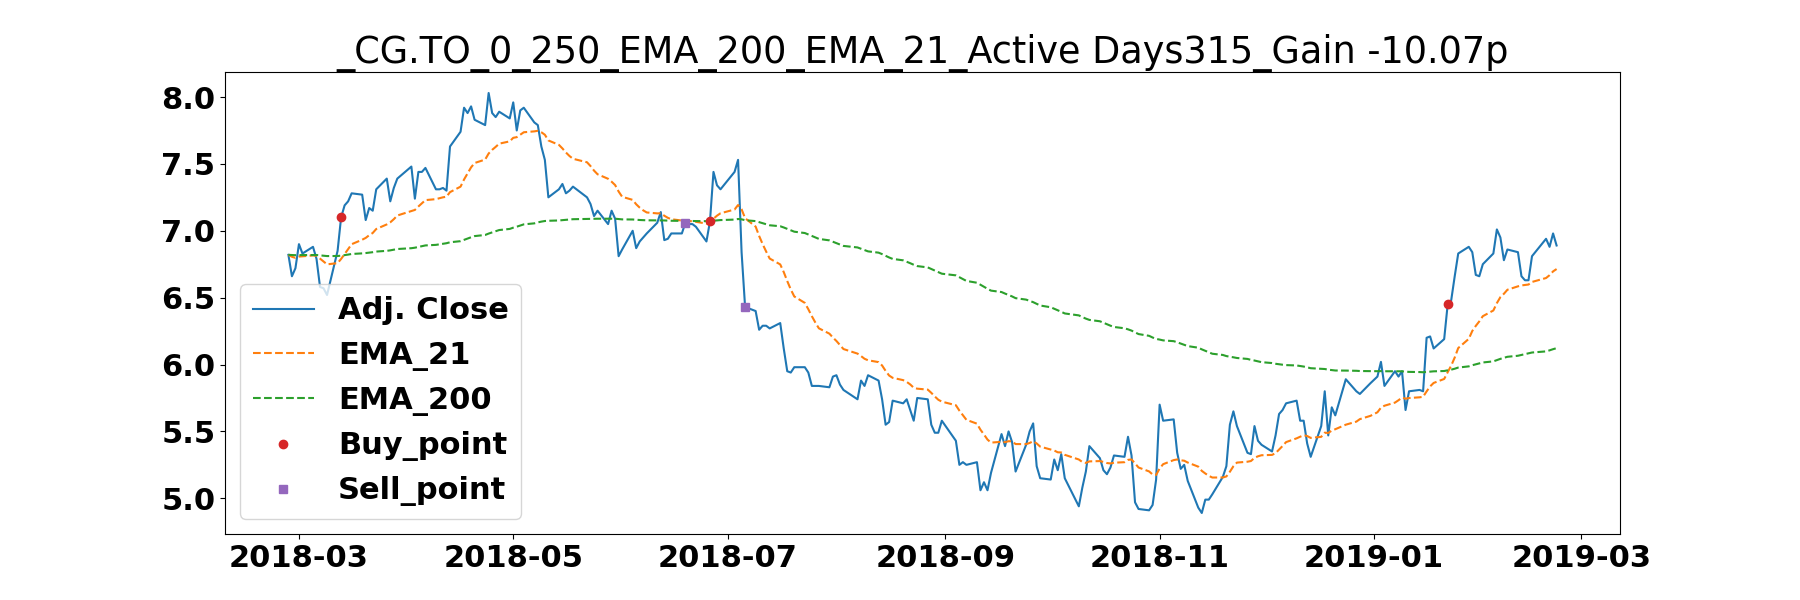 _CG.TO_0_250_EMA_200_EMA_21_Active Days315_Gain -10.07p
8.0
7.5
7.0
6.5
6.0
5.5
5.0
Adj. Close
EMA_21
EMA_200
Buy_point
Sell_point
2018-03 2018-05 2018-07 2018-09 2018-11 2019-01 2019-03